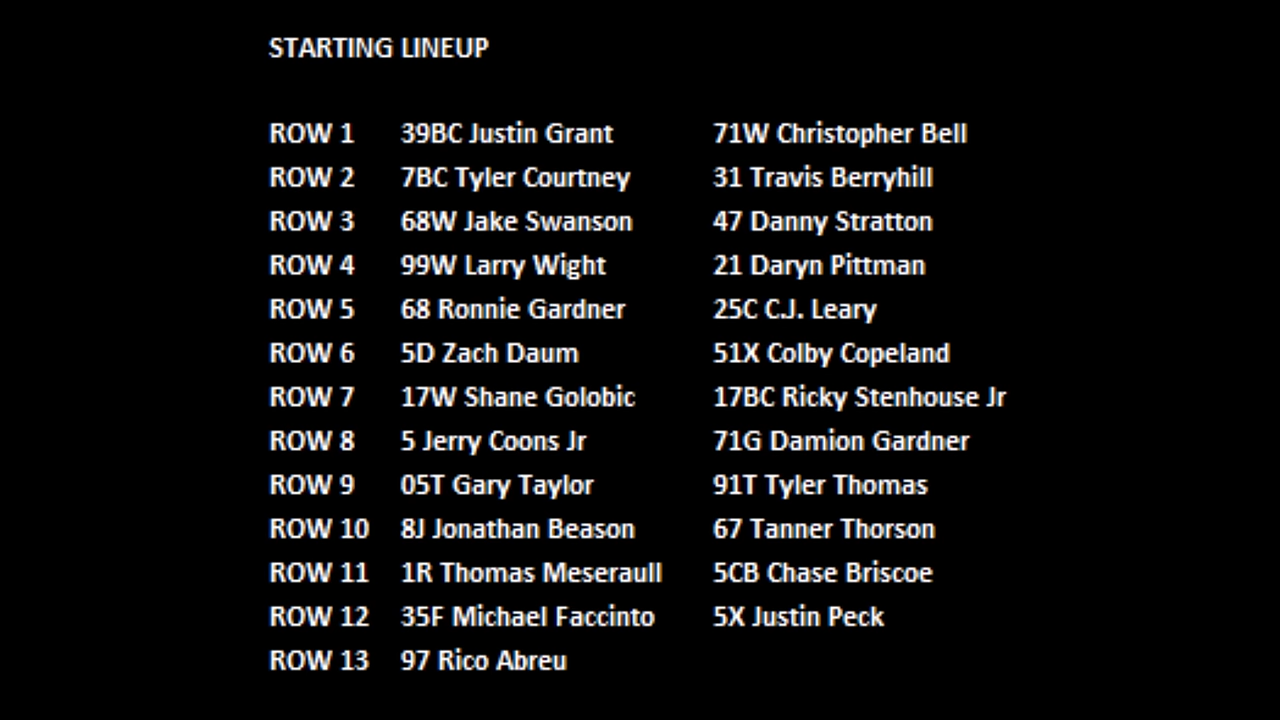 STARTING LINEUP
ROW 1 39BC Justin Grant 71W Christopher Bell
ROW 2 7BC Tyler Courtney 31 Travis Berryhill
ROW 3 68W Jake Swanson 47 Danny Stratton
ROW 4 99W Larry Wight 21 Daryn Pittman
ROW 5 68 Ronnie Gardner 25C C.J. Leary
ROW 6 5D Zach Daum 51X Colby Copeland
ROW 7 17W Shane Golobic 17BC Ricky Stenhouse Jr
ROW 8 5 Jerry Coons Jr 71G Damion Gardner
ROW 9 05T Gary Taylor 91T Tyler Thomas
ROW 10 8J Jonathan Beason 67 Tanner Thorson
ROW 11 1R Thomas Meseraull 5CB Chase Briscoe
ROW 12 35F Michael Faccinto 5X Justin Peck
ROW 13 97 Rico Abreu